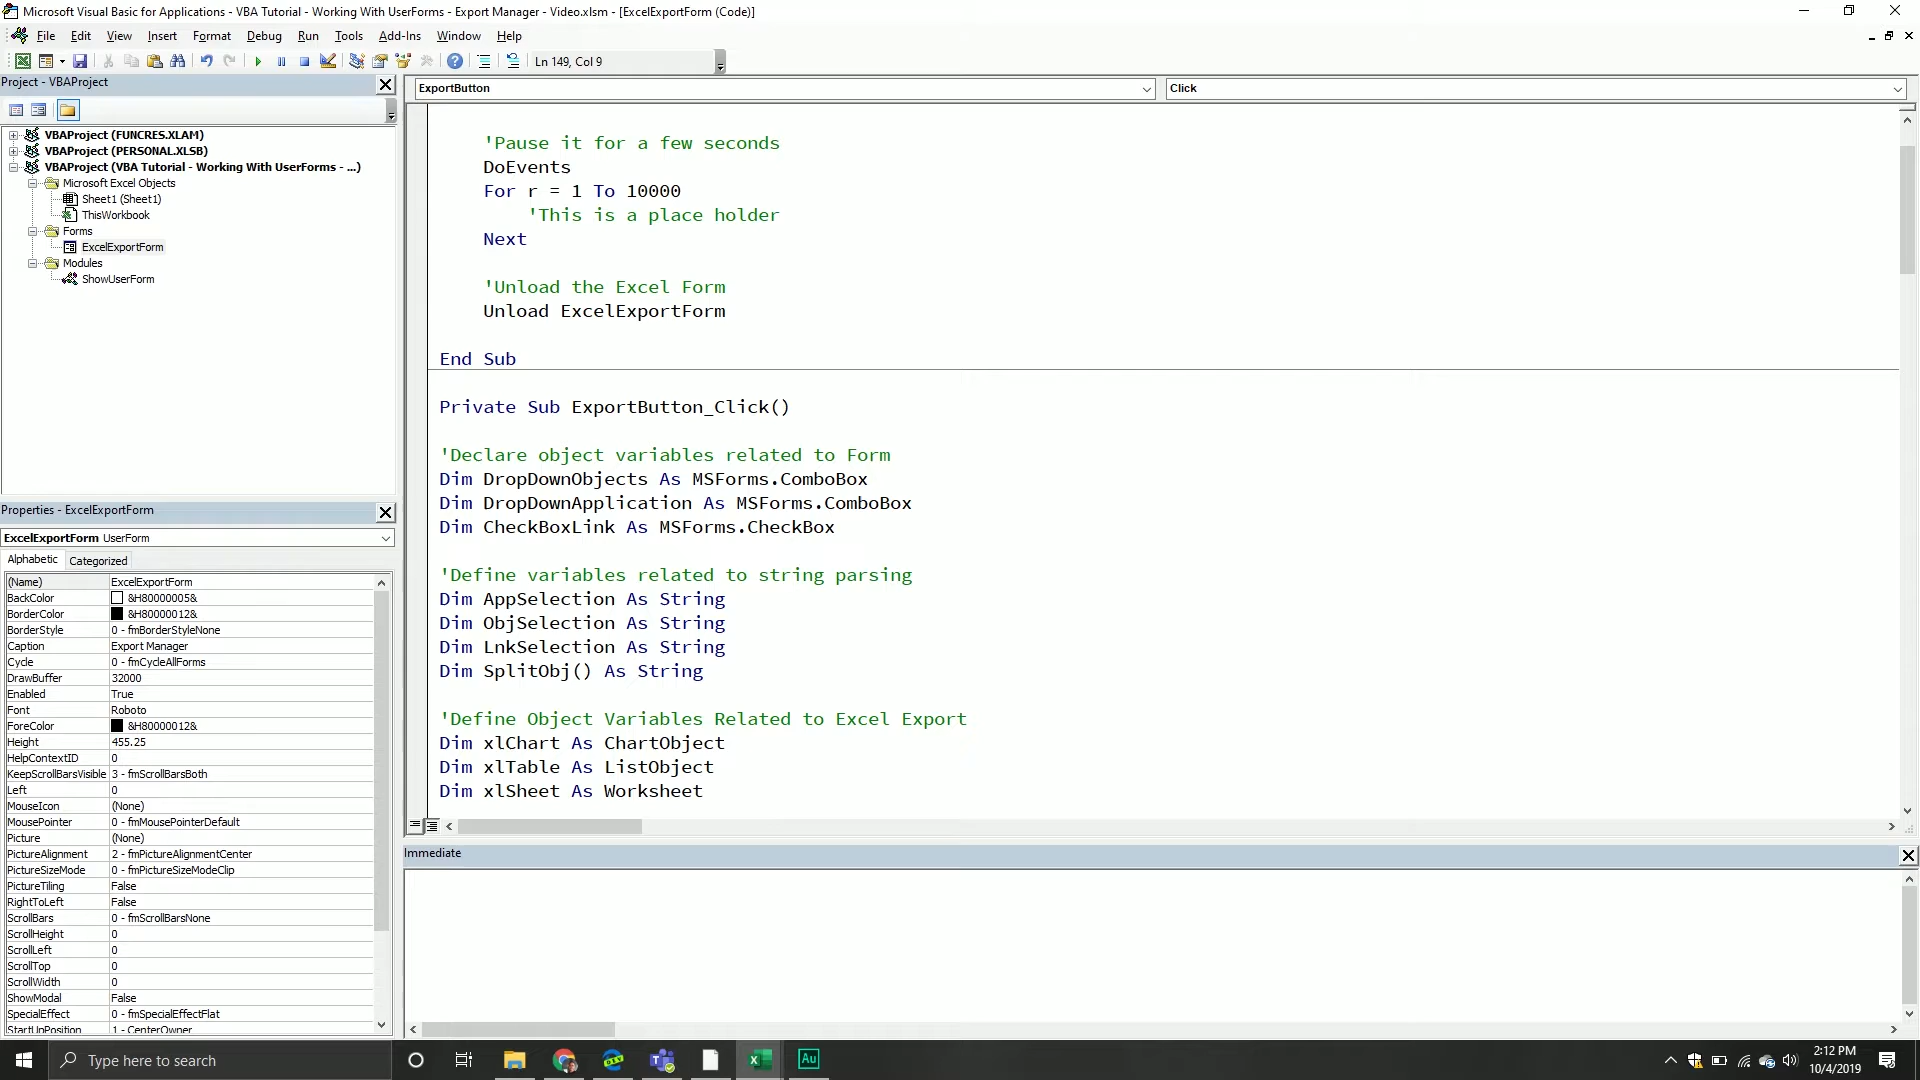 Microsoft Visual Basic for Applications - VBA Tutorial - Working With UserForms - Export Manager - Video.xlsm - [ExcelExportForm (Code)]
File Edit View Insert Format Debug Run Tools Add-Ins Window Help
Ln 149, Col 9
Project - VBAProject
VBAProject (FUNCRES.XLAM)
VBAProject (PERSONAL.XLSB)
VBAProject (VBA Tutorial - Working With UserForms - ...)
Microsoft Excel Objects
Sheet1 (Sheet1)
ThisWorkbook
Forms
ExcelExportForm
Modules
ShowUserForm
Properties - ExcelExportForm
ExcelExportForm UserForm
Alphabetic Categorized
(Name) ExcelExportForm
BackColor &H80000005&
BorderColor &H80000012&
BorderStyle 0 - fmBorderStyleNone
Caption Export Manager
Cycle 0 - fmCycleAllForms
DrawBuffer 32000
Enabled True
Font Roboto
ForeColor &H80000012&
Height 455.25
HelpContextID 0
KeepScrollBarsVisible 3 - fmScrollBarsBoth
Left 0
MouseIcon (None)
MousePointer 0 - fmMousePointerDefault
Picture (None)
PictureAlignment 2 - fmPictureAlignmentCenter
PictureSizeMode 0 - fmPictureSizeModeClip
PictureTiling False
RightToLeft False
ScrollBars 0 - fmScrollBarsNone
ScrollHeight 0
ScrollLeft 0
ScrollTop 0
ScrollWidth 0
ShowModal False
SpecialEffect 0 - fmSpecialEffectFlat
StartUpPosition 1 - CenterOwner
ExportButton Click
'Pause it for a few seconds
DoEvents
For r = 1 To 10000
'This is a place holder
Next
'Unload the Excel Form
Unload ExcelExportForm
End Sub
Private Sub ExportButton_Click()
'Declare object variables related to Form
Dim DropDownObjects As MSForms.ComboBox
Dim DropDownApplication As MSForms.ComboBox
Dim CheckBoxLink As MSForms.CheckBox
'Define variables related to string parsing
Dim AppSelection As String
Dim ObjSelection As String
Dim LnkSelection As String
Dim SplitObj() As String
'Define Object Variables Related to Excel Export
Dim xlChart As ChartObject
Dim xlTable As ListObject
Dim xlSheet As Worksheet
Immediate
Type here to search
DEV
Au
2:12 PM
10/4/2019